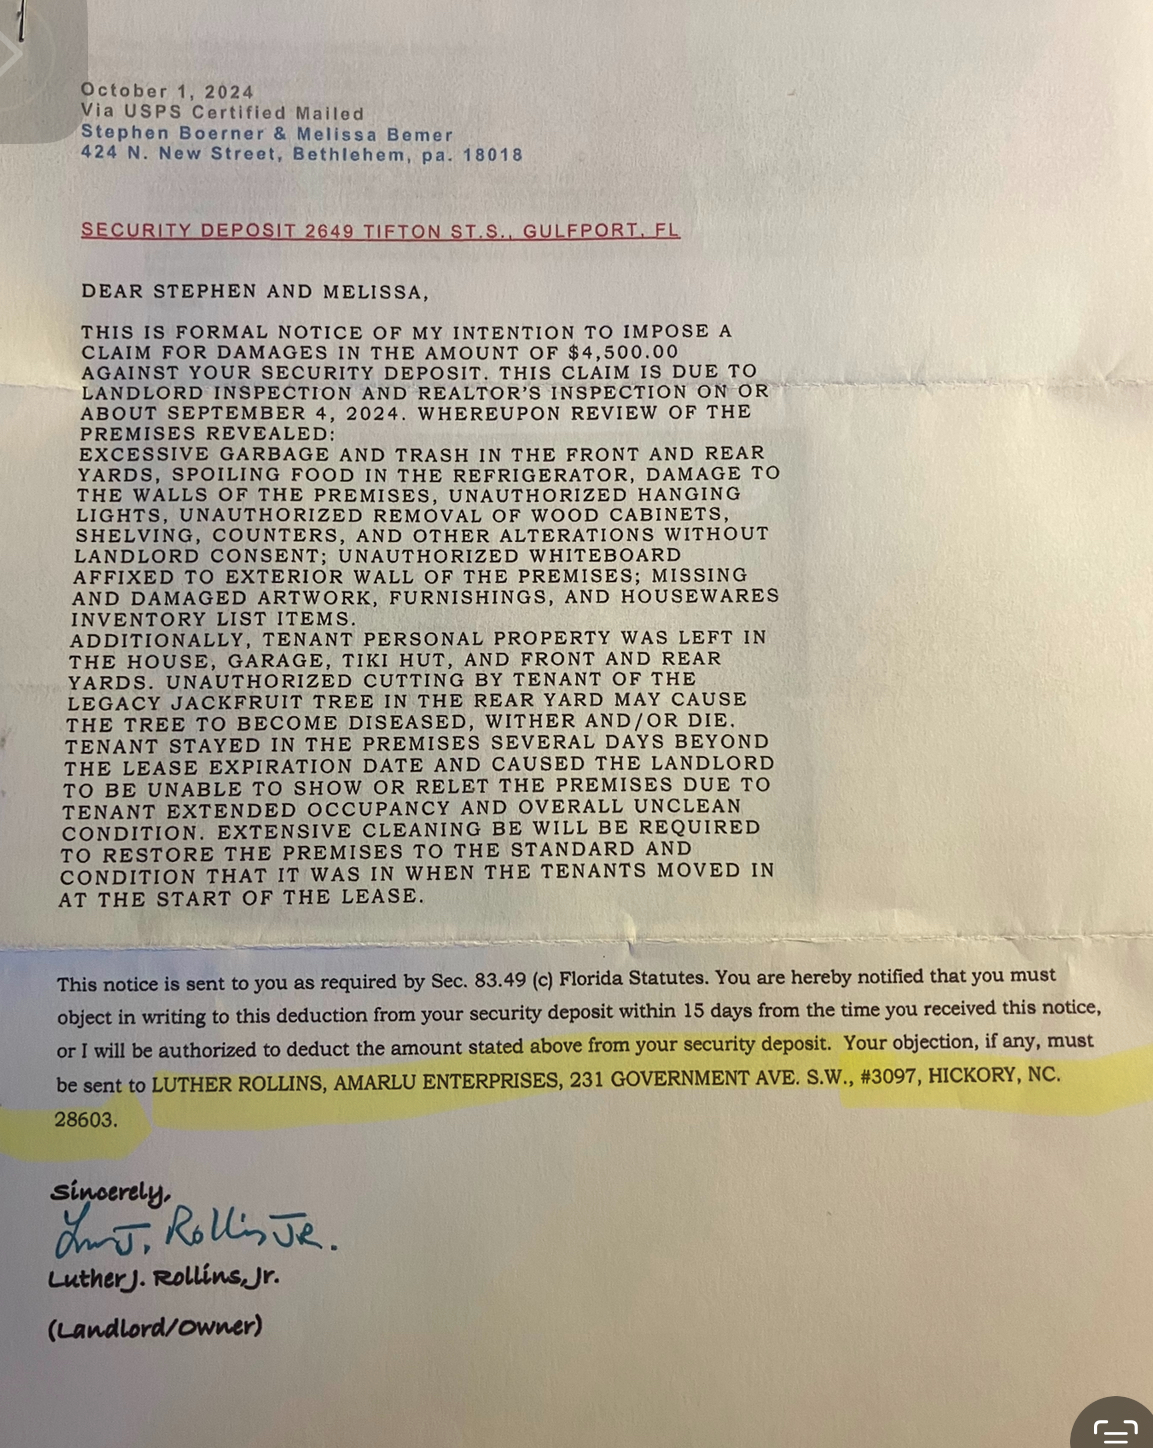 October 1, 2024
Via USPS Certified Mailed
Stephen Boerner & Melissa Bemer
424 N. New Street, Bethlehem, pa. 18018
SECURITY DEPOSIT 2649 TIFTON ST.S., GULFPORT, FL
DEAR STEPHEN AND MELISSA,
THIS IS FORMAL NOTICE OF MY INTENTION TO IMPOSE A
CLAIM FOR DAMAGES IN THE AMOUNT OF $4,500.00
AGAINST YOUR SECURITY DEPOSIT. THIS CLAIM IS DUE TO
LANDLORD INSPECTION AND REALTOR'S INSPECTION ON OR
ABOUT SEPTEMBER 4, 2024. WHEREUPON REVIEW OF THE
PREMISES REVEALED:
EXCESSIVE GARBAGE AND TRASH IN THE FRONT AND REAR
YARDS, SPOILING FOOD IN THE REFRIGERATOR, DAMAGE TO
THE WALLS OF THE PREMISES, UNAUTHORIZED HANGING
LIGHTS, UNAUTHORIZED REMOVAL OF WOOD CABINETS,
SHELVING, COUNTERS, AND OTHER ALTERATIONS WITHOUT
LANDLORD CONSENT; UNAUTHORIZED WHITEBOARD
AFFIXED TO EXTERIOR WALL OF THE PREMISES; MISSING
AND DAMAGED ARTWORK, FURNISHINGS, AND HOUSEWARES
INVENTORY LIST ITEMS.
ADDITIONALLY, TENANT PERSONAL PROPERTY WAS LEFT IN
THE HOUSE, GARAGE, TIKI HUT, AND FRONT AND REAR
YARDS. UNAUTHORIZED CUTTING BY TENANT OF THE
LEGACY JACKFRUIT TREE IN THE REAR YARD MAY CAUSE
THE TREE TO BECOME DISEASED, WITHER AND/OR DIE.
TENANT STAYED IN THE PREMISES SEVERAL DAYS BEYOND
THE LEASE EXPIRATION DATE AND CAUSED THE LANDLORD
TO BE UNABLE TO SHOW OR RELET THE PREMISES DUE TO
TENANT EXTENDED OCCUPANCY AND OVERALL UNCLEAN
CONDITION. EXTENSIVE CLEANING BE WILL BE REQUIRED
TO RESTORE THE PREMISES TO THE STANDARD AND
CONDITION THAT IT WAS IN WHEN THE TENANTS MOVED IN
AT THE START OF THE LEASE.
This notice is sent to you as required by Sec. 83.49 (c) Florida Statutes. You are hereby notified that you must
object in writing to this deduction from your security deposit within 15 days from the time you received this notice,
or I will be authorized to deduct the amount stated above from your security deposit. Your objection, if any, must
be sent to LUTHER ROLLINS, AMARLU ENTERPRISES, 231 GOVERNMENT AVE. S.W., #3097, HICKORY, NC.
28603.
Sincerely,
J. Rollins JR.
Luther J. Rollins, Jr.
(Landlord/Owner)